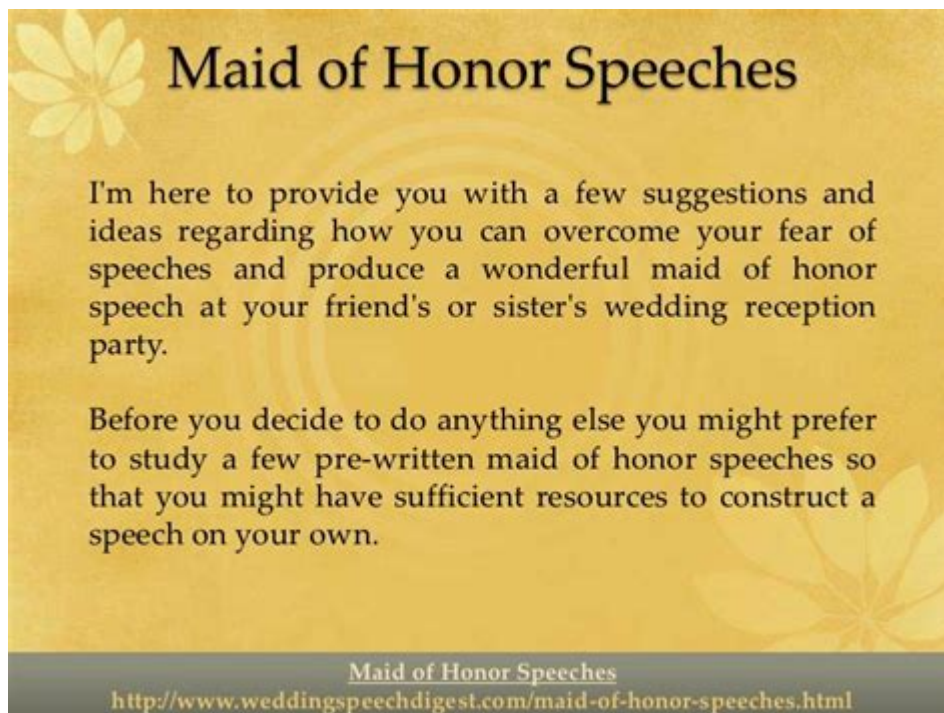 Maid of Honor Speeches
I'm here to provide you with a few suggestions and
ideas regarding how you can overcome your fear of
speeches and produce a wonderful maid of honor
speech at your friend's or sister's wedding reception
party.
Before you decide to do anything else you might prefer
to study a few pre-written maid of honor speeches so
that you might have sufficient resources to construct a
speech on your own.
Maid of Honor Speeches
http://www.weddingspeechdigest.com/maid-of-honor-speeches.html